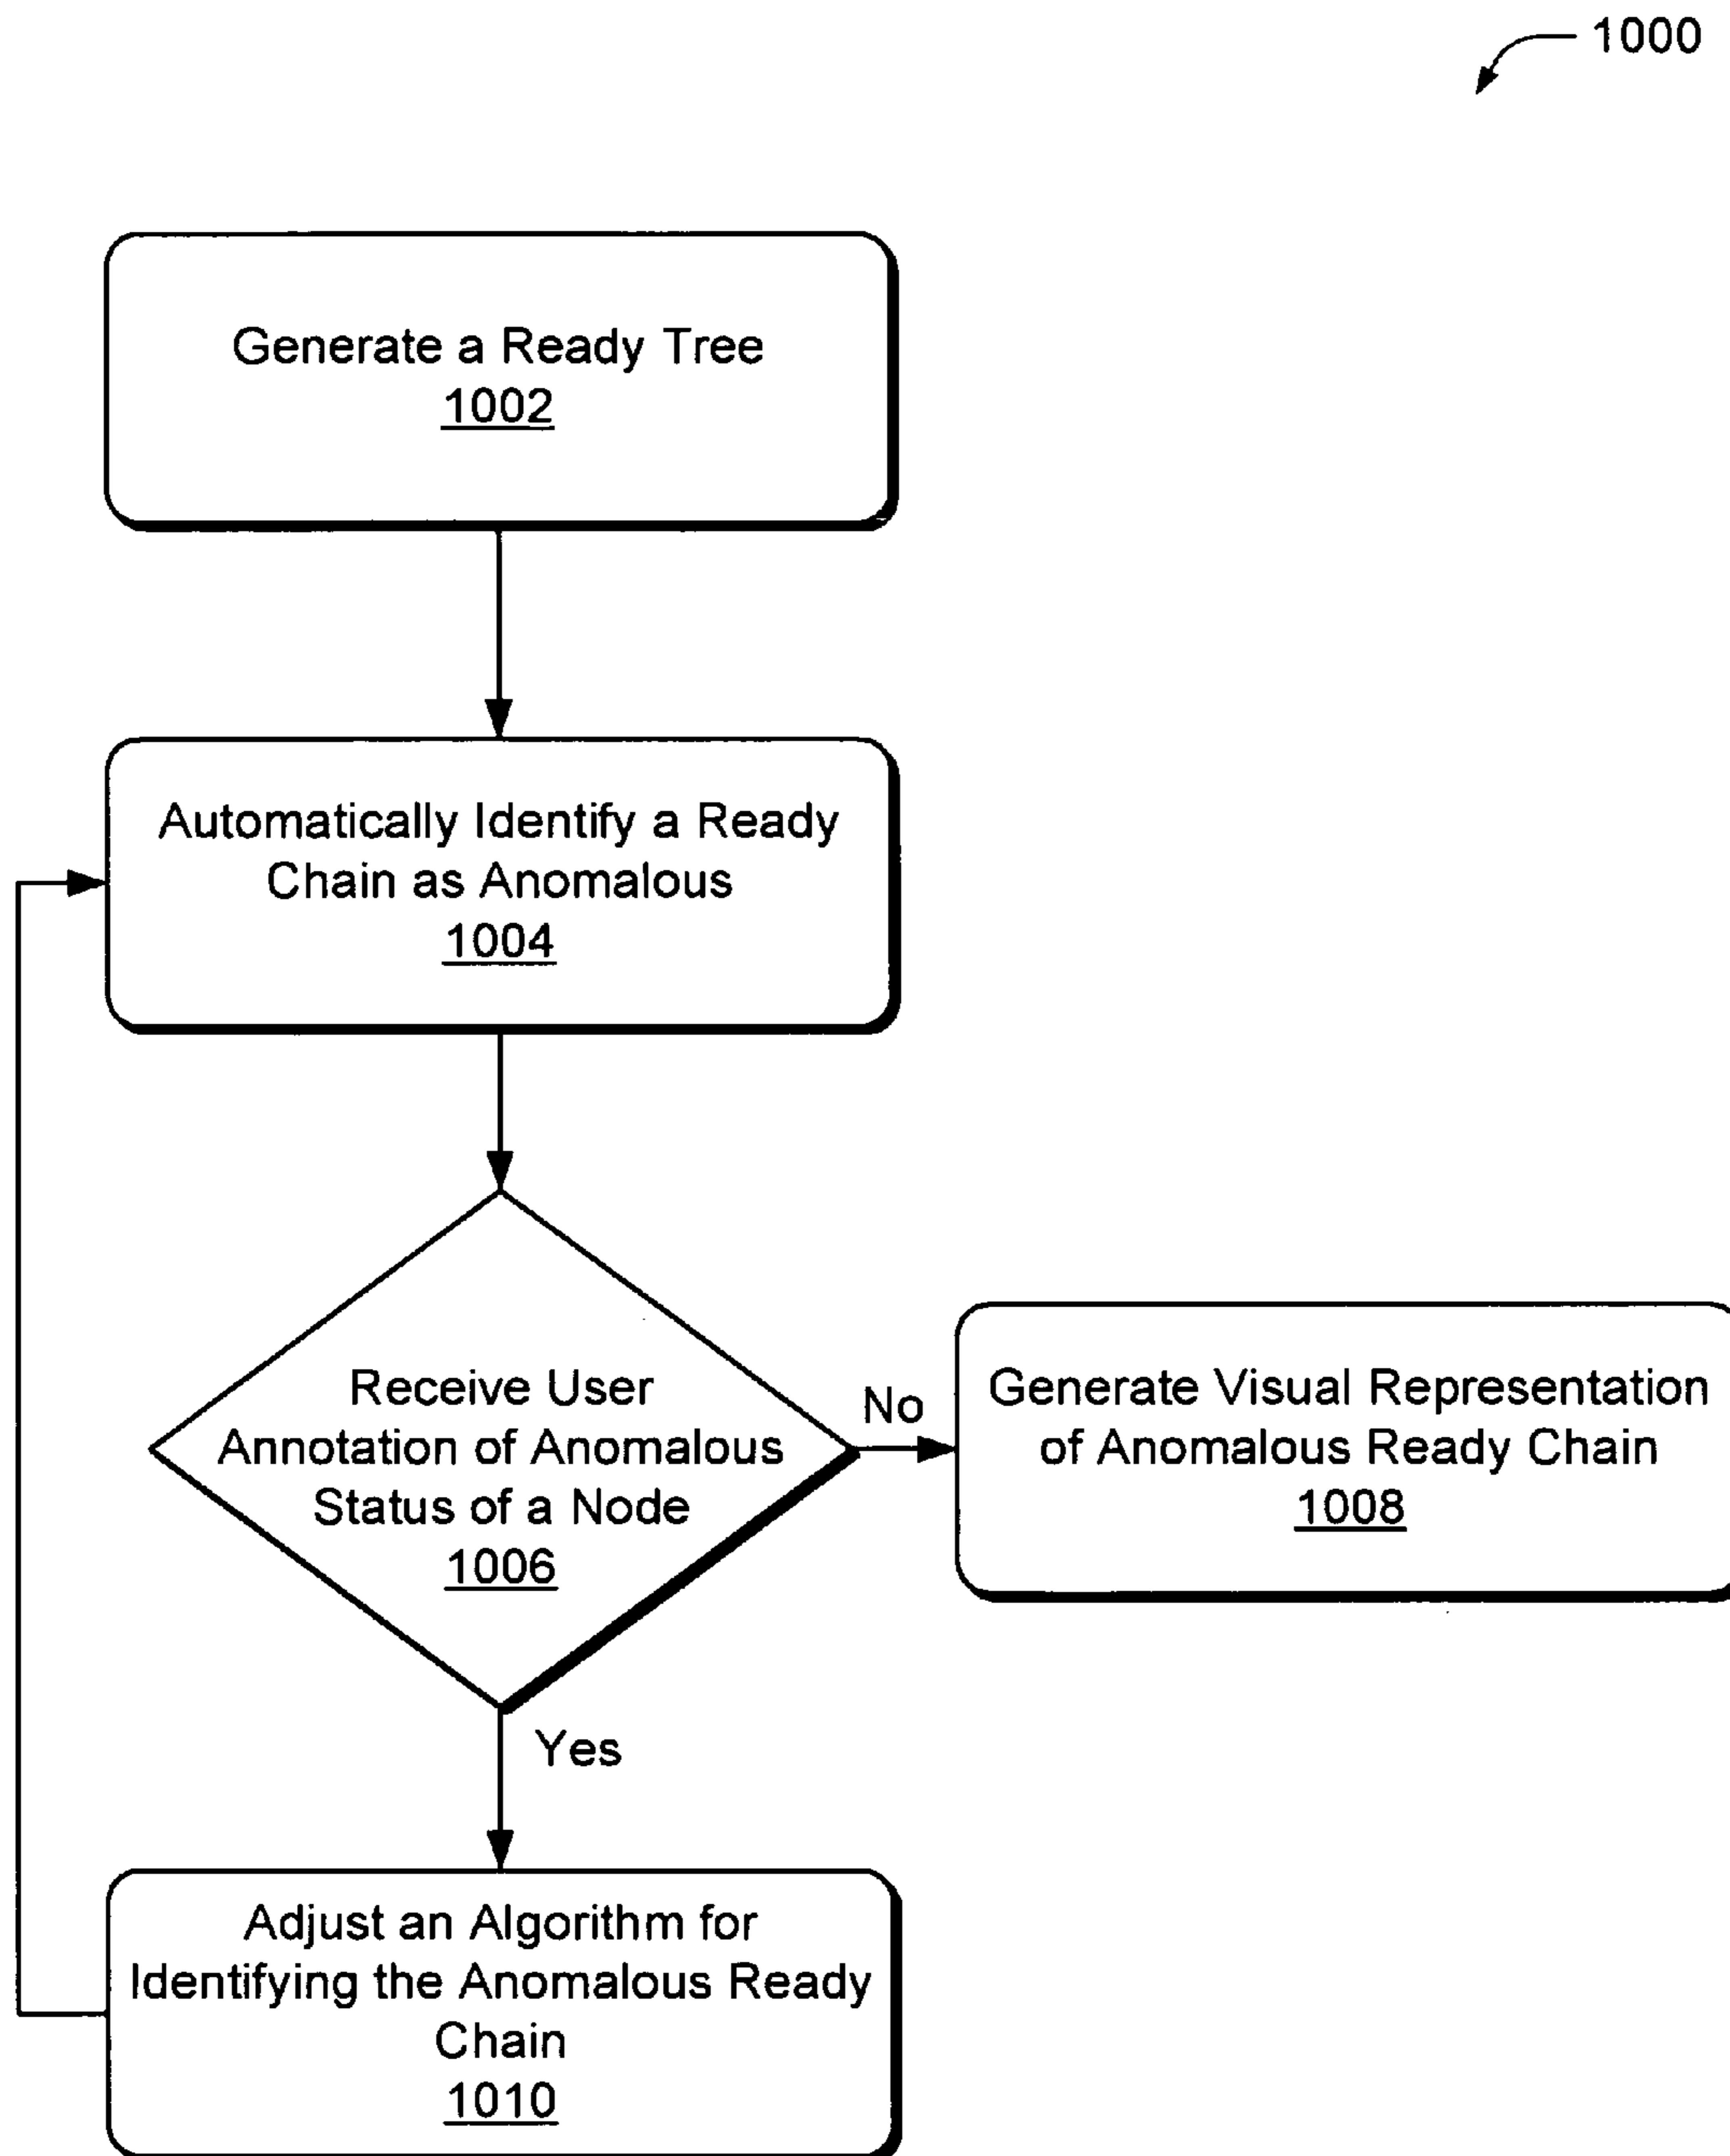 1000
Generate a Ready Tree
1002
Automatically Identify a Ready
Chain as Anomalous
1004
Receive User
Annotation of Anomalous
Status of a Node
1006
No
Generate Visual Representation
of Anomalous Ready Chain
1008
Yes
Adjust an Algorithm for
Identifying the Anomalous Ready
Chain
1010